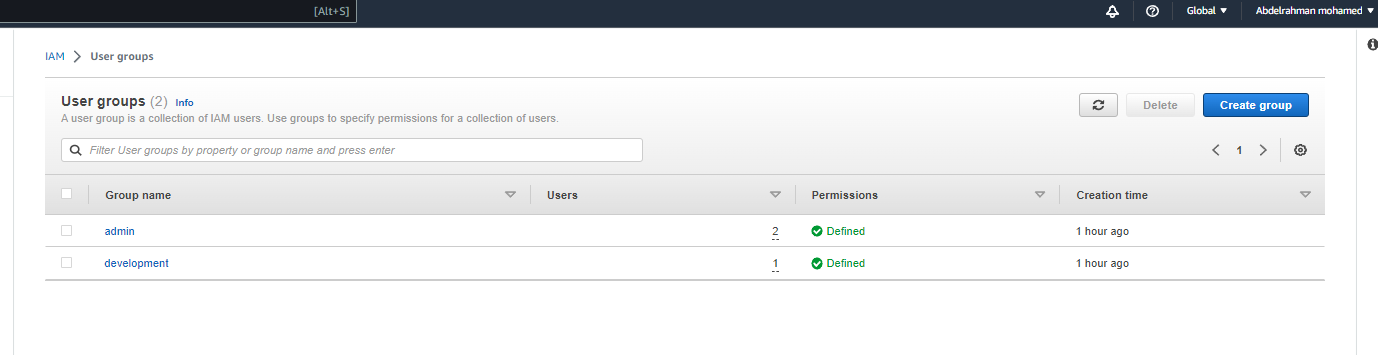 [Alt+S] Global Abdelrahman mohamed
IAM User groups
User groups (2) Info
A user group is a collection of IAM users. Use groups to specify permissions for a collection of users.
Delete Create group
Filter User groups by property or group name and press enter
1
Group name Users Permissions Creation time
admin 2 Defined 1 hour ago
development 1 Defined 1 hour ago